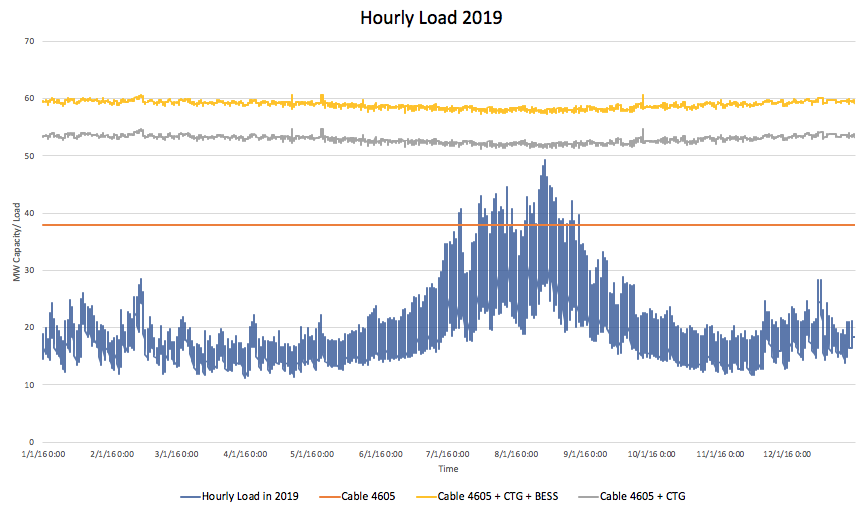 Hourly Load 2019
70
60
50
40
30
20
10
0
MW Capacity/ Load
1/1/16 0:00 2/1/16 0:00 3/1/16 0:00 4/1/16 0:00 5/1/16 0:00 6/1/16 0:00 7/1/16 0:00 8/1/16 0:00 9/1/16 0:00 10/1/16 0:00 11/1/16 0:00 12/1/16 0:00
Time
Hourly Load in 2019 Cable 4605 Cable 4605 + CTG + BESS Cable 4605 + CTG